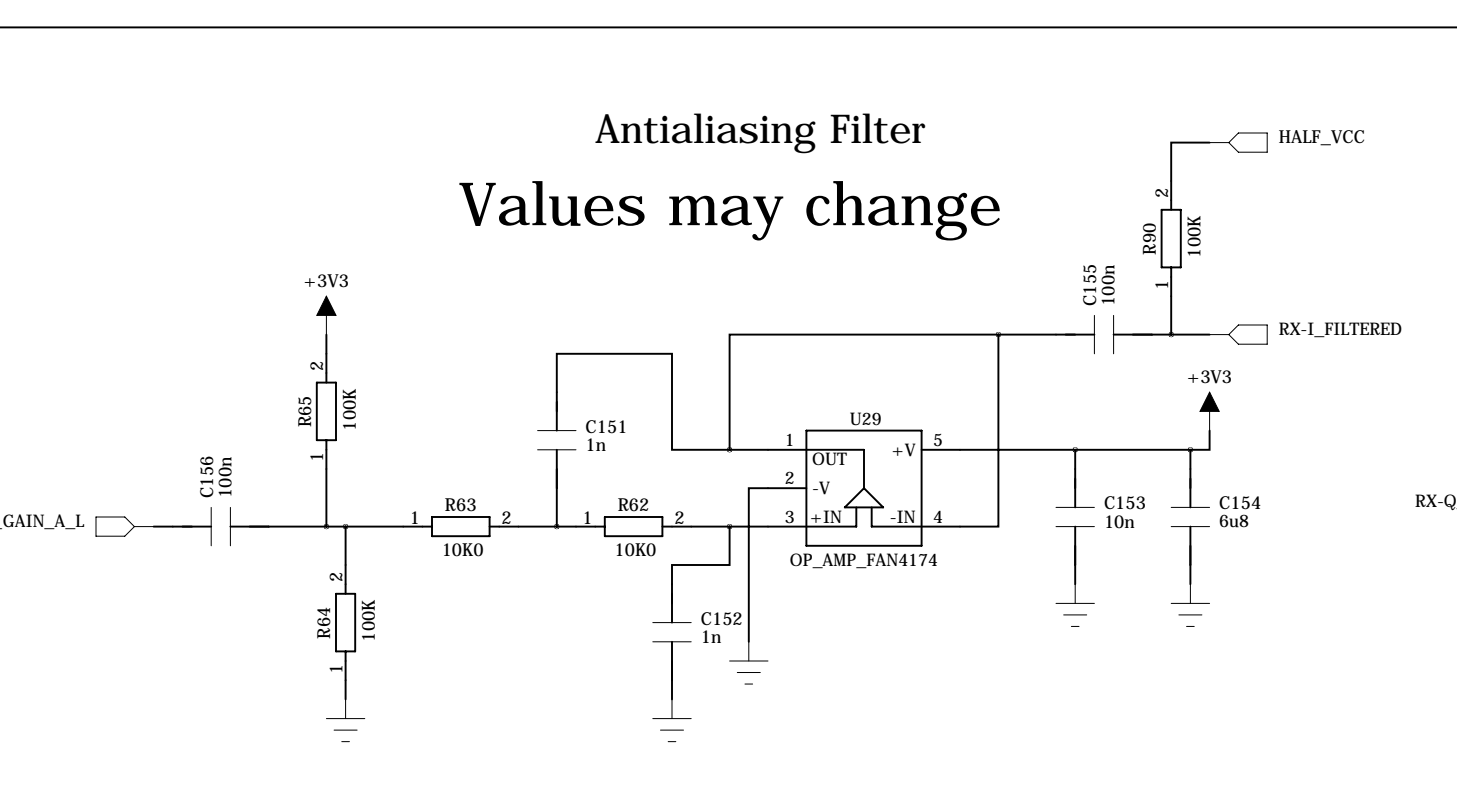 Antialiasing Filter
Values may change
HALF_VCC
2
R90
100K
1
C155
100n
RX-I_FILTERED
+3V3
2
R65
100K
1
C156
100n
_GAIN_A_L
C151
1n
1
R63
2
10K0
1
R62
2
10K0
2
R64
100K
1
C152
1n
U29
1
OUT
+V
5
2
-V
3
+IN
-IN
4
OP_AMP_FAN4174
+3V3
C153
10n
C154
6u8
RX-Q